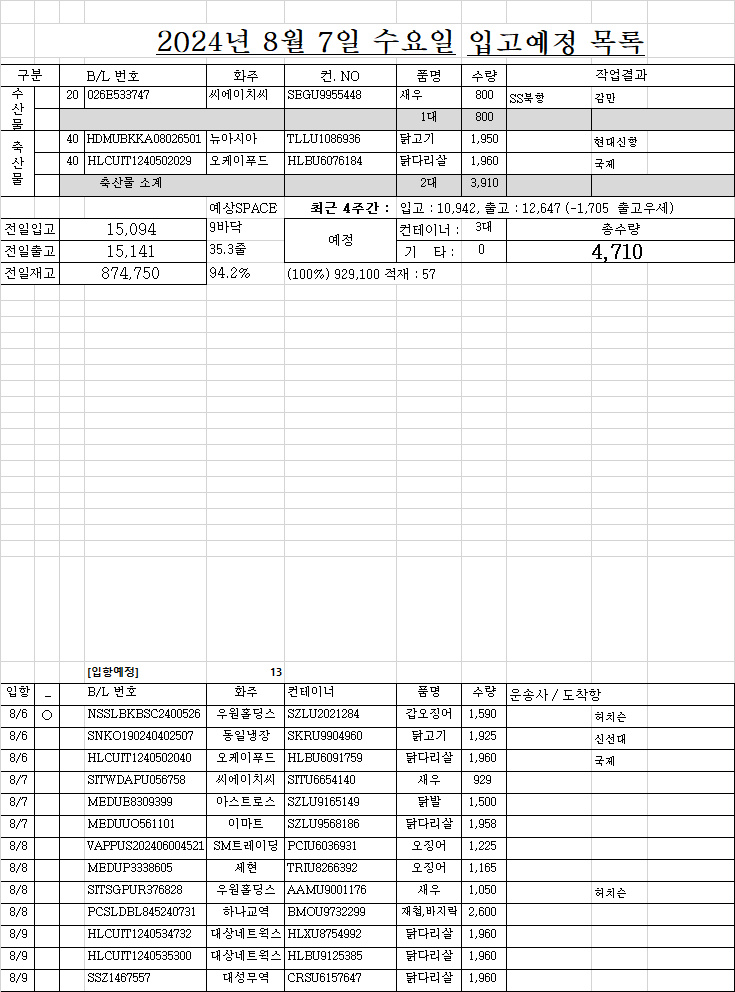 2024년 8월 7일 수요일 입고예정 목록
구분 B/L 번호 화주 컨. NO 품명 수량 작업결과
수산물 20 026E533747 씨에이치씨 SEGU9955448 새우 800 SS북항 감만
1대 800
축산물 40 HDMUBKKA08026501 뉴아시아 TLLU1086936 닭고기 1,950 현대신항
40 HLCUIT1240502029 오케이푸드 HLBU6076184 닭다리살 1,960 국제
축산물 소계 2대 3,910
예상SPACE 최근 4주간 : 입고 : 10,942, 출고 : 12,647 (-1,705 출고우세)
전일입고 15,094 9바닥 예정 컨테이너 : 3대 총수량
전일출고 15,141 35.3줄 기 타 : 0 4,710
전일재고 874,750 94.2% (100%) 929,100 적재 : 57
[입항예정] 13
입항 _ B/L 번호 화주 컨테이너 품명 수량 운송사 / 도착항
8/6 ○ NSSLBKBSC2400526 우원홀딩스 SZLU2021284 갑오징어 1,590 허치슨
8/6 SNKO190240402507 동일냉장 SKRU9904960 닭고기 1,925 신선대
8/6 HLCUIT1240502040 오케이푸드 HLBU6091759 닭다리살 1,960 국제
8/7 SITWDAPU056758 씨에이치씨 SITU6654140 새우 929
8/7 MEDUE8309399 아스트로스 SZLU9165149 닭발 1,500
8/7 MEDUUO561101 이마트 SZLU9568186 닭다리살 1,958
8/8 VAPPUS202406004521 SM트레이딩 PCIU6036931 오징어 1,225
8/8 MEDUP3338605 세현 TRIU8266392 오징어 1,165
8/8 SITSGPUR376828 우원홀딩스 AAMU9001176 새우 1,050 허치슨
8/8 PCSLDBL845240731 하나교역 BMOU9732299 재첩,바지락 2,600
8/9 HLCUIT1240534732 대상네트웍스 HLXU8754992 닭다리살 1,960
8/9 HLCUIT1240535300 대상네트웍스 HLBU9125385 닭다리살 1,960
8/9 SSZ1467557 대성무역 CRSU6157647 닭다리살 1,960